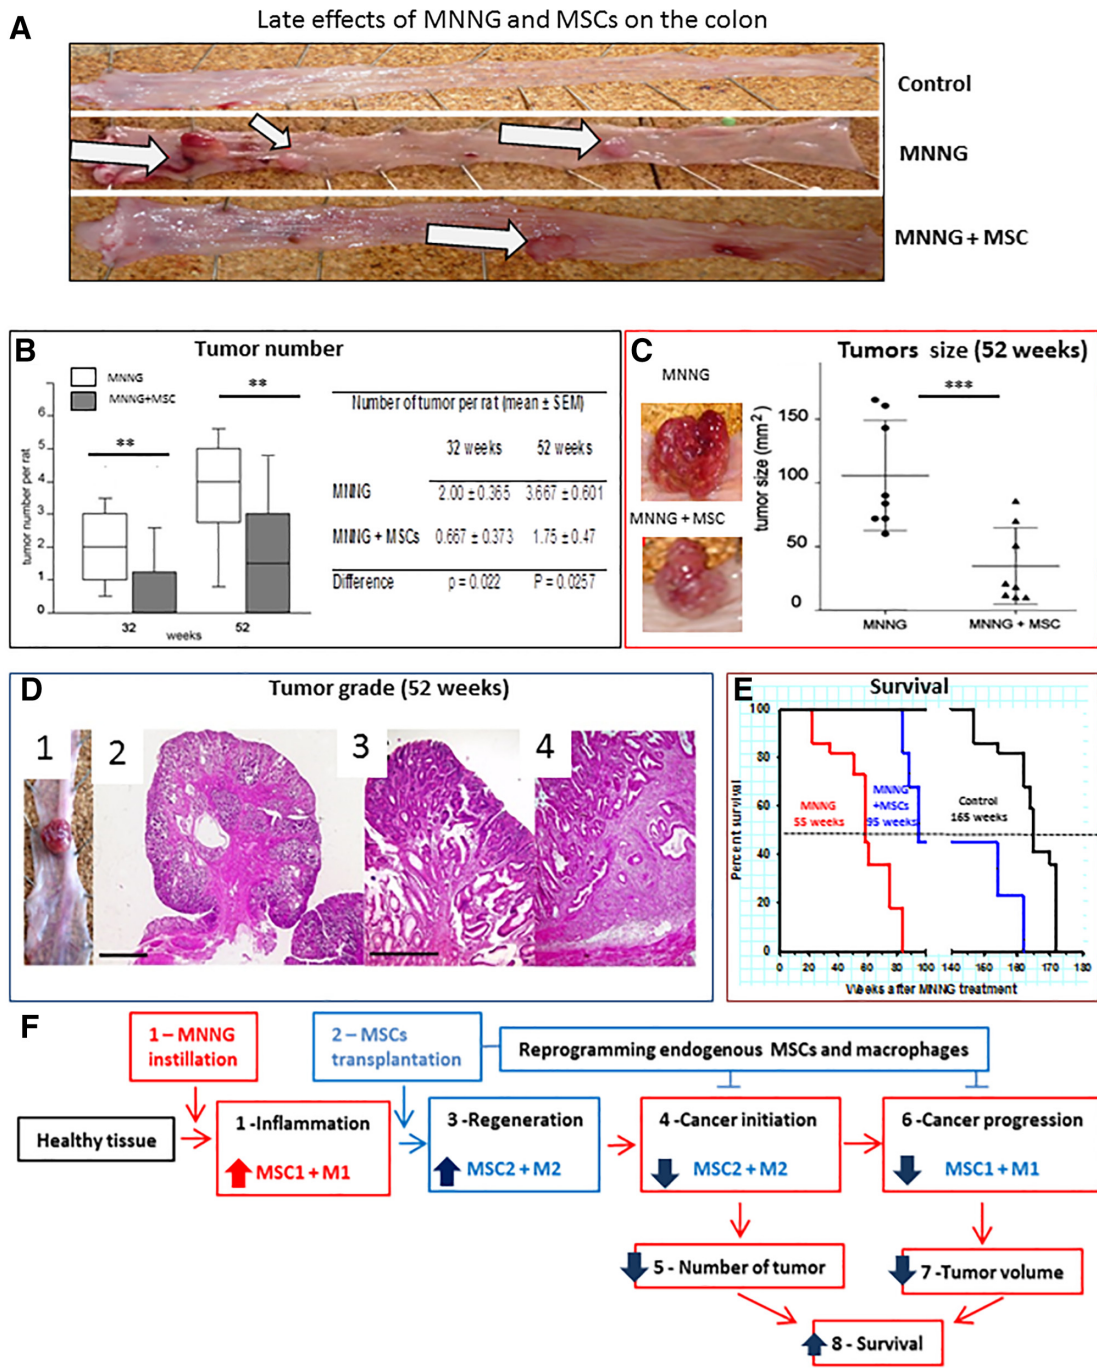 A
Late effects of MNNG and MSCs on the colon
Control
MNNG
MNNG + MSC
B
Tumor number
MNNG
MNNG+MSC
**
**
tumor number per rat
6
5
4
3
2
1
0
32
52
weeks
Number of tumor per rat (mean ± SEM)
32 weeks 52 weeks
MNNG 2.00 ± 0.365 3.667 ± 0.601
MNNG + MSCs 0.667 ± 0.373 1.75 ± 0.47
Difference p = 0.022 P = 0.0257
C
Tumors size (52 weeks)
MNNG
MNNG + MSC
***
tumor size (mm²)
150
100
50
0
MNNG MNNG + MSC
D
Tumor grade (52 weeks)
1
2
3
4
E
Survival
Percent survival
100
80
60
40
20
0
MNNG
55 weeks
MNNG
+MSCs
95 weeks
Control
165 weeks
0 20 40 60 80 100 140 150 160 170 180
Weeks after MNNG treatment
F
1 – MNNG
instillation
2 – MSCs
transplantation
Reprogramming endogenous MSCs and macrophages
Healthy tissue
1 -Inflammation
MSC1 + M1
3 -Regeneration
MSC2 + M2
4 -Cancer initiation
MSC2 + M2
6 -Cancer progression
MSC1 + M1
5 - Number of tumor
7 -Tumor volume
8 - Survival